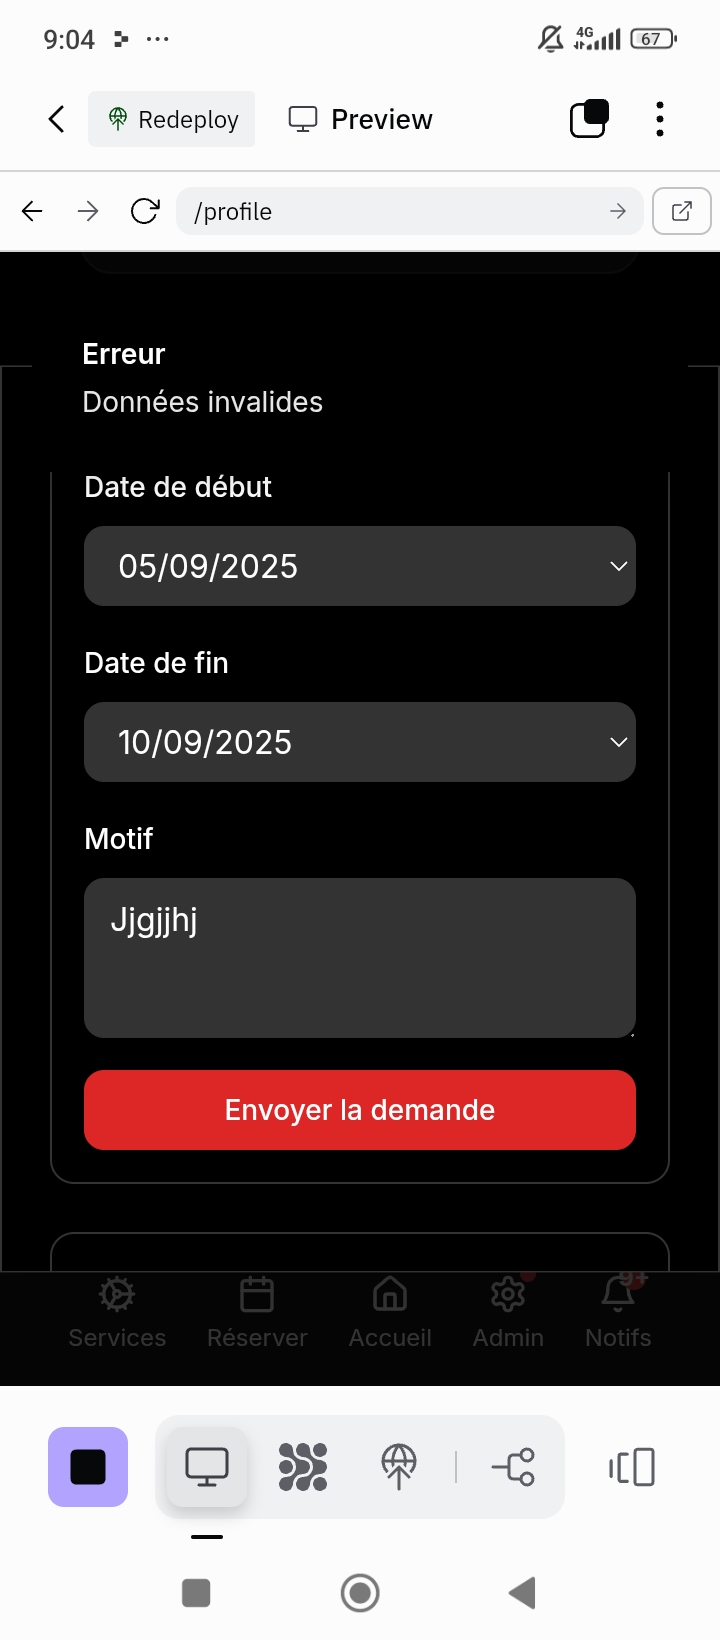 9:04
4G
67
Redeploy
Preview
/profile
Erreur
Données invalides
Date de début
05/09/2025
Date de fin
10/09/2025
Motif
Jjgjjhj
Envoyer la demande
9+
Services
Réserver
Accueil
Admin
Notifs